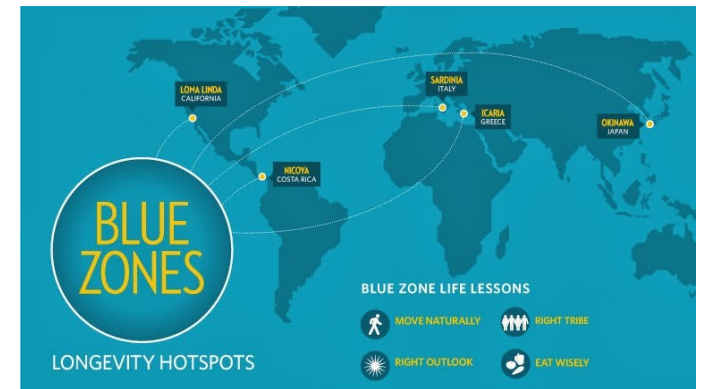 LOMA LINDA
CALIFORNIA
SARDINIA
ITALY
ICARIA
GREECE
OKINAWA
JAPAN
NICOYA
COSTA RICA
BLUE
ZONES
LONGEVITY HOTSPOTS
BLUE ZONE LIFE LESSONS
MOVE NATURALLY
RIGHT TRIBE
RIGHT OUTLOOK
EAT WISELY